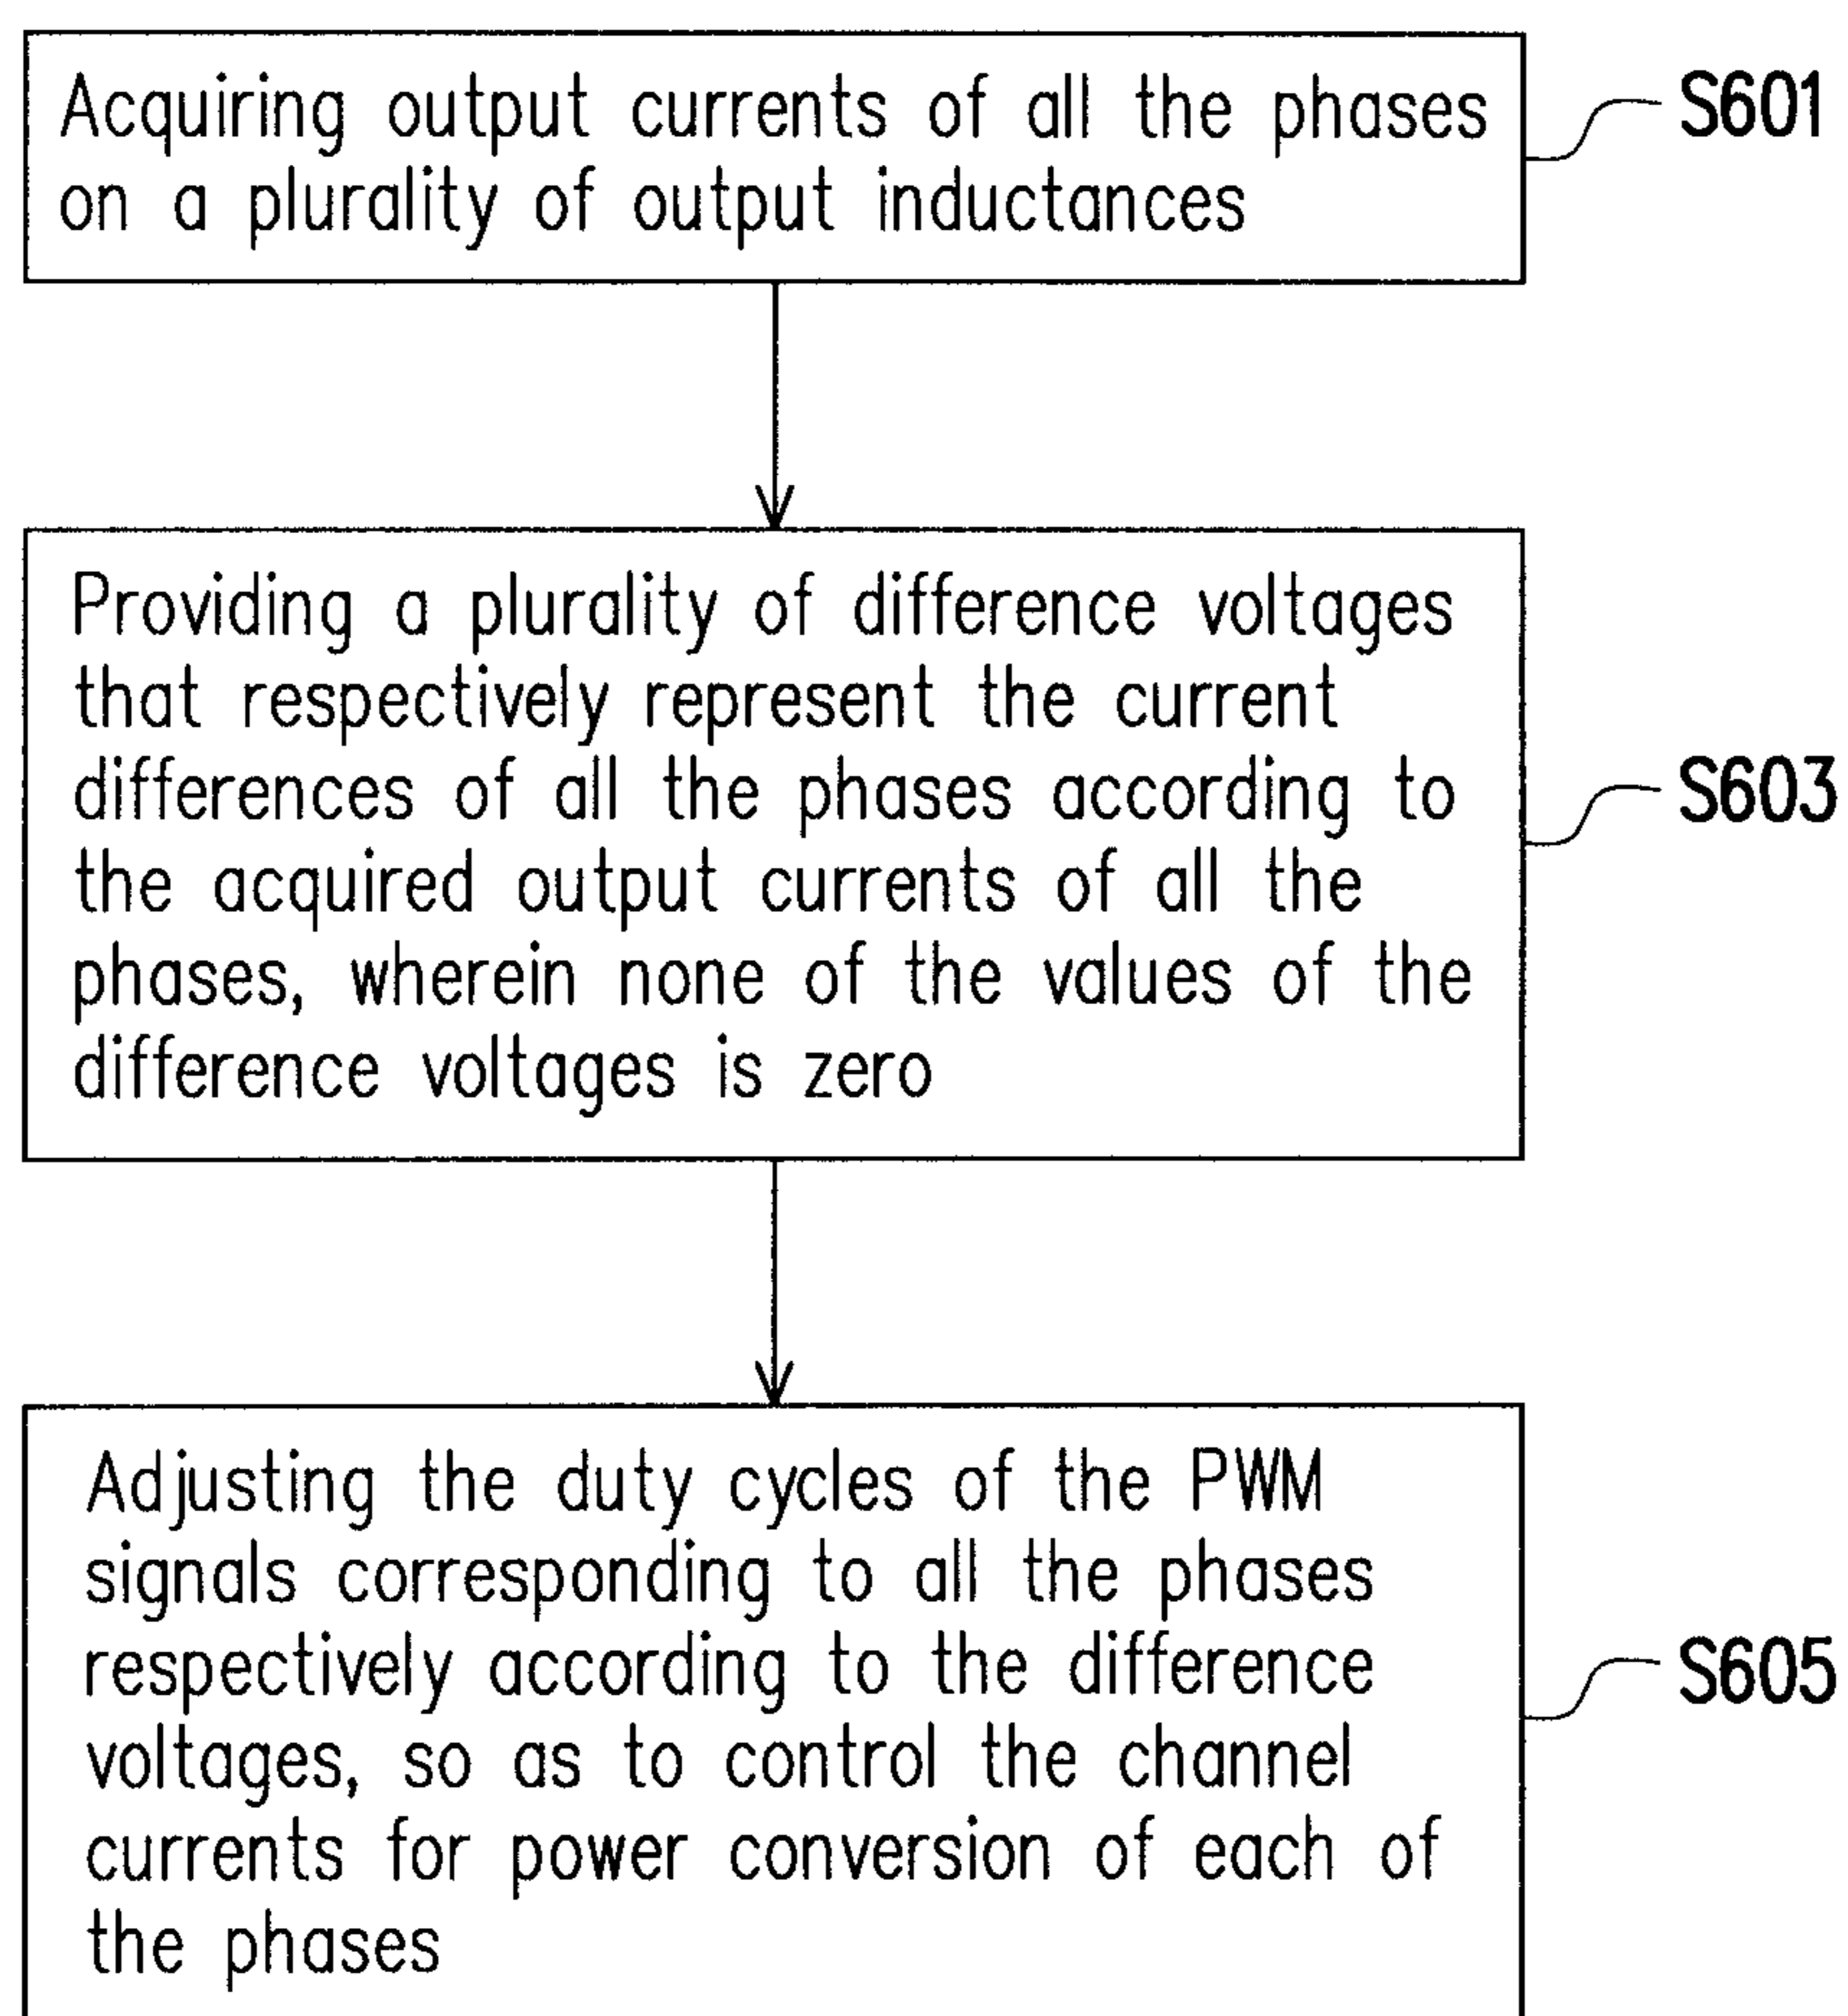 Acquiring output currents of all the phases
on a plurality of output inductances
S601
Providing a plurality of difference voltages
that respectively represent the current
differences of all the phases according to
the acquired output currents of all the
phases, wherein none of the values of the
difference voltages is zero
S603
Adjusting the duty cycles of the PWM
signals corresponding to all the phases
respectively according to the difference
voltages, so as to control the channel
currents for power conversion of each of
the phases
S605